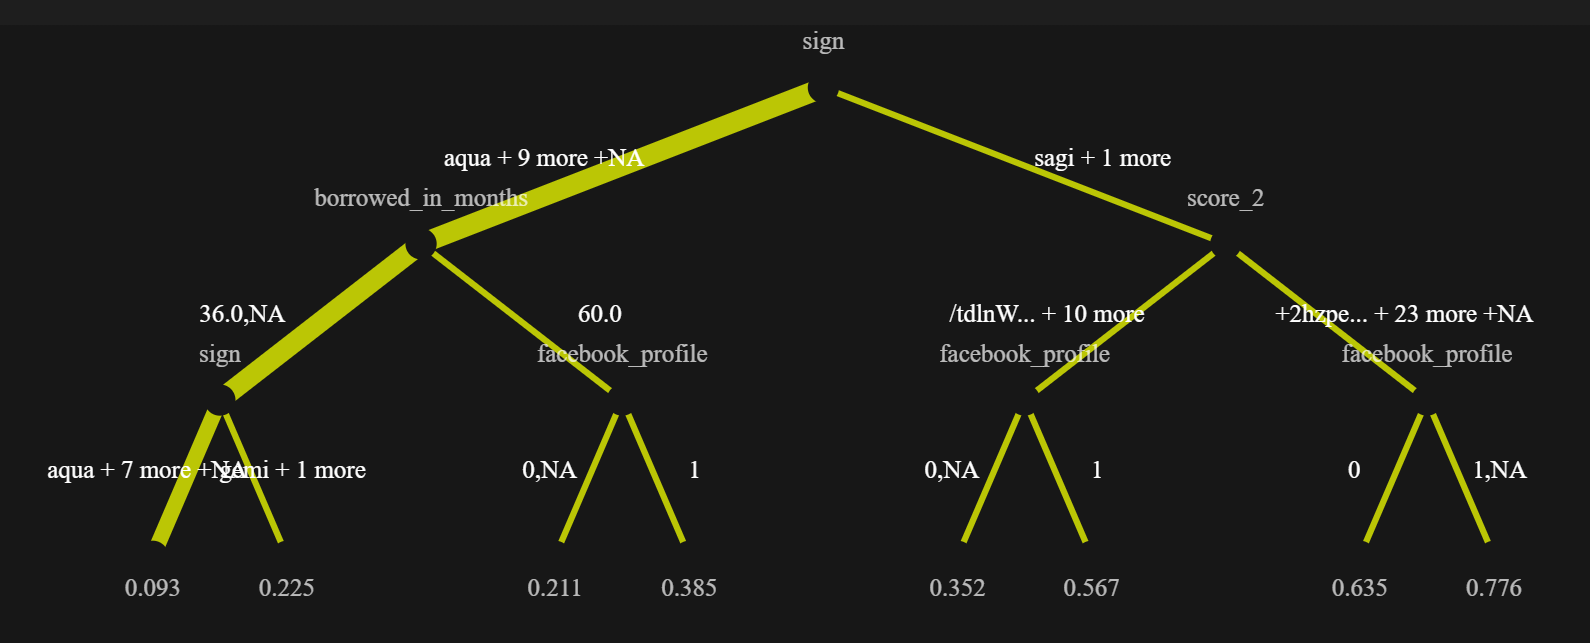 sign
aqua + 9 more +NA
sagi + 1 more
borrowed_in_months
score_2
36.0,NA
60.0
/tdlnW... + 10 more
+2hzpe... + 23 more +NA
sign
facebook_profile
facebook_profile
facebook_profile
aqua + 7 more +NA
gemi + 1 more
0,NA
1
0,NA
1
0
1,NA
0.093
0.225
0.211
0.385
0.352
0.567
0.635
0.776